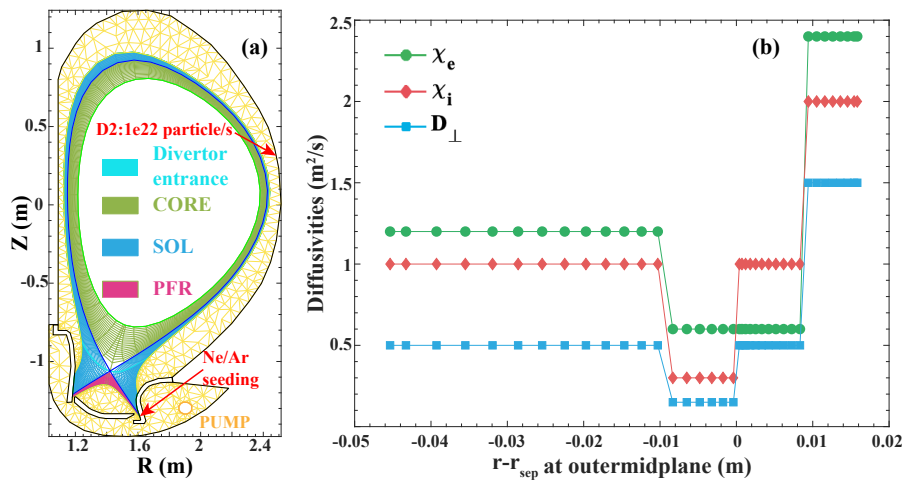 (a)
1
0.5
0
-0.5
-1
Z (m)
D2:1e22 particle/s
Divertor
entrance
CORE
SOL
PFR
Ne/Ar
seeding
PUMP
1.2 1.6 2 2.4
R (m)
(b)
χe
χi
D⊥
2.5
2
1.5
1
0.5
Diffusivities (m²/s)
-0.05 -0.04 -0.03 -0.02 -0.01 0 0.01 0.02
r-rsep at outermidplane (m)